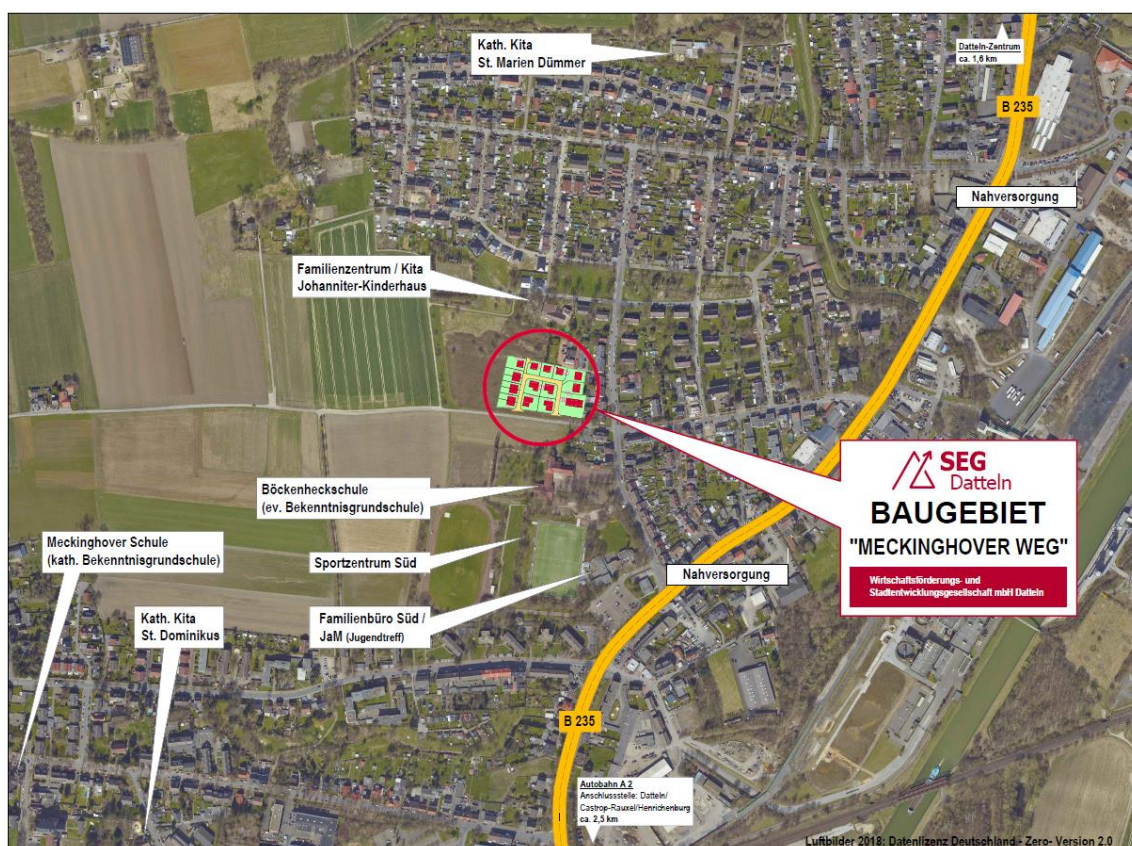 Kath. Kita
St. Marien Dümmer
Datteln-Zentrum
ca. 1,6 km
B 235
Nahversorgung
Familienzentrum / Kita
Johanniter-Kinderhaus
SEG
Datteln
BAUGEBIET
"MECKINGHOVER WEG"
Wirtschaftsförderungs- und
Stadtentwicklungsgesellschaft mbH Datteln
Böckenheckschule
(ev. Bekenntnisgrundschule)
Meckinghover Schule
(kath. Bekenntnisgrundschule)
Sportzentrum Süd
Nahversorgung
Kath. Kita
St. Dominikus
Familienbüro Süd /
JaM (Jugendtreff)
B 235
Autobahn A 2
Anschlussstelle: Datteln/
Castrop-Rauxel/Henrichenburg
ca. 2,5 km
Luftbilder 2018: Datenlizenz Deutschland - Zero- Version 2.0